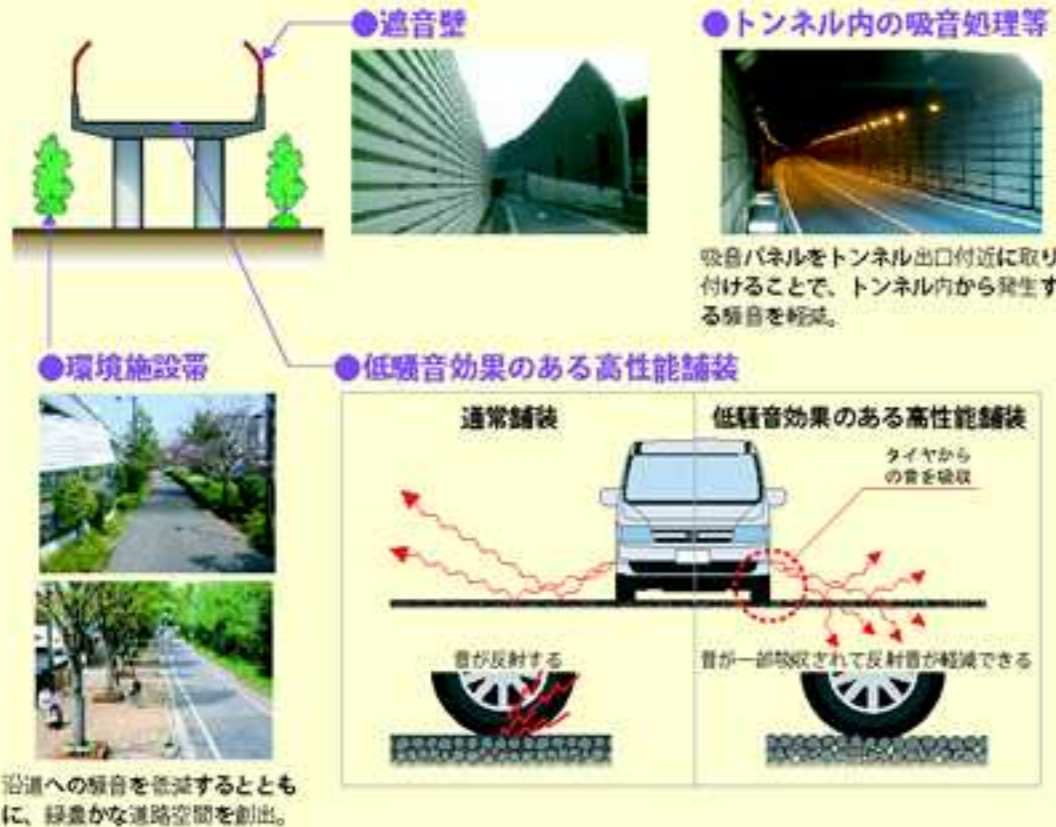 ●遮音壁
●トンネル内の吸音処理等
吸音パネルをトンネル出口付近に取り
付けることで、トンネル内から発生す
る騒音を軽減。
●環境施設帯
沿道への騒音を低減するととも
に、緑豊かな道路空間を創出。
●低騒音効果のある高性能舗装
通常舗装
低騒音効果のある高性能舗装
タイヤから
の音を吸収
音が反射する
音が一部吸収されて反射音が軽減できる